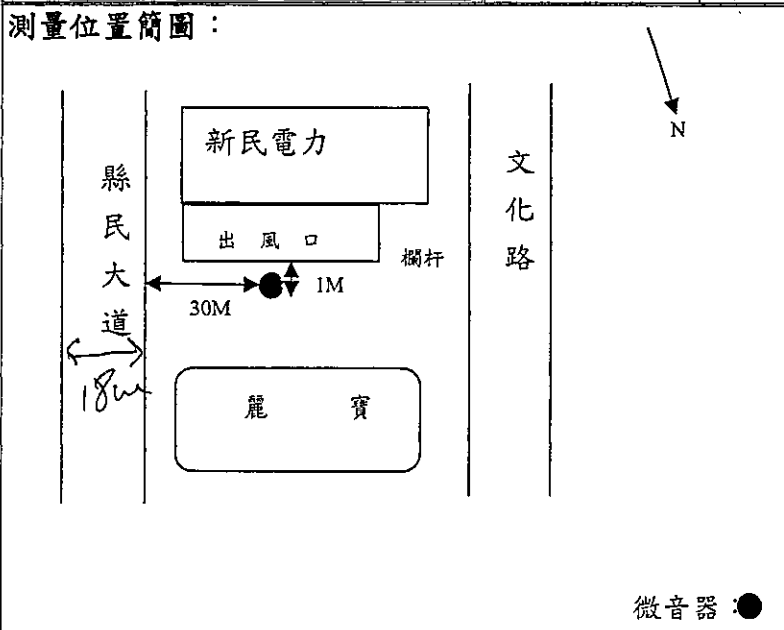 測量位置簡圖：
N
新民電力
縣民大道
文化路
出風口
欄杆
1M
30M
18m
麗寶
微音器：